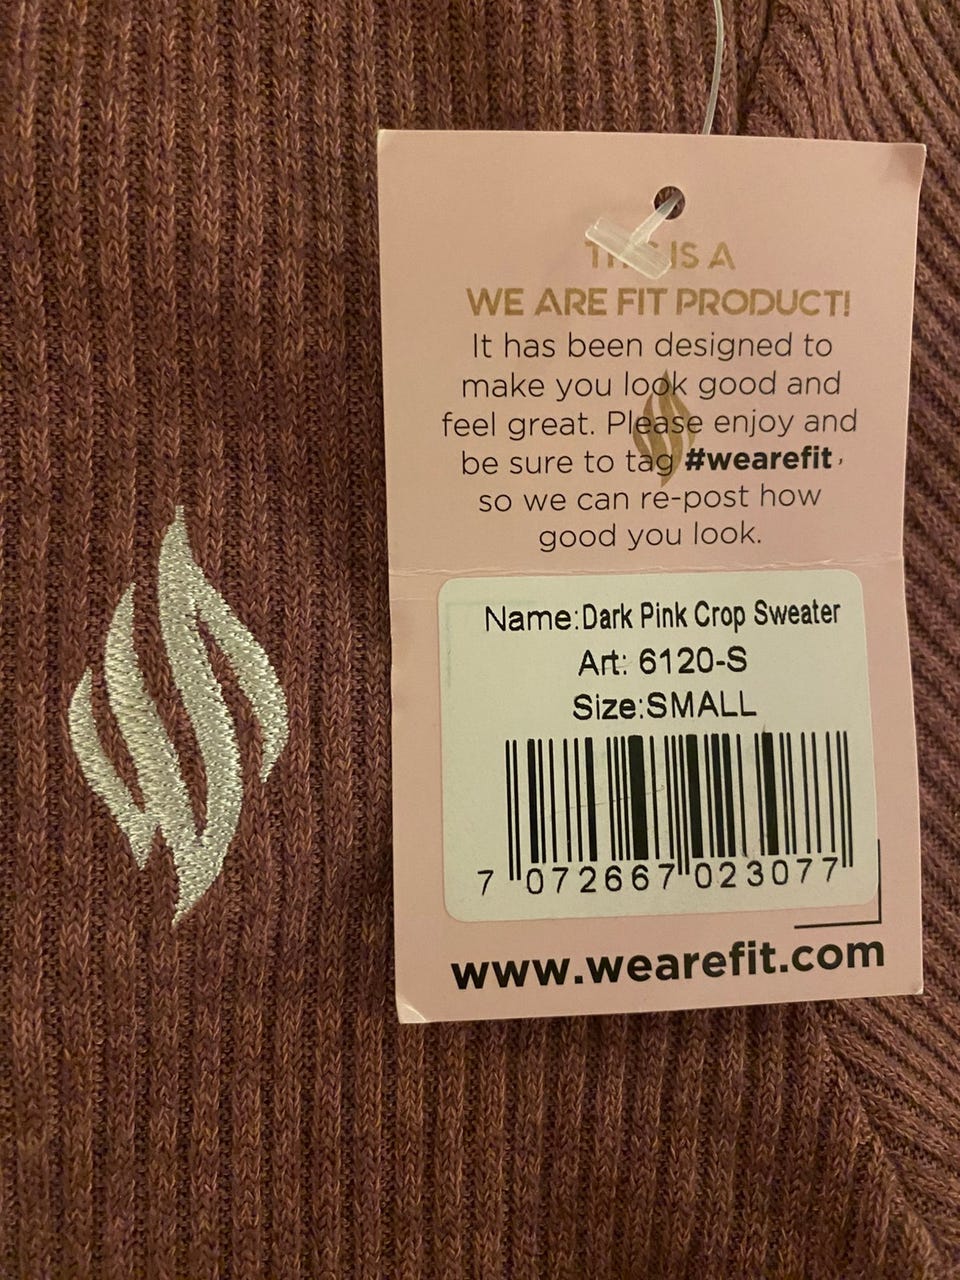 THIS IS A
WE ARE FIT PRODUCT!
It has been designed to
make you look good and
feel great. Please enjoy and
be sure to tag #wearefit,
so we can re-post how
good you look.
Name:Dark Pink Crop Sweater
Art: 6120-S
Size:SMALL
7 072667 023077
www.wearefit.com